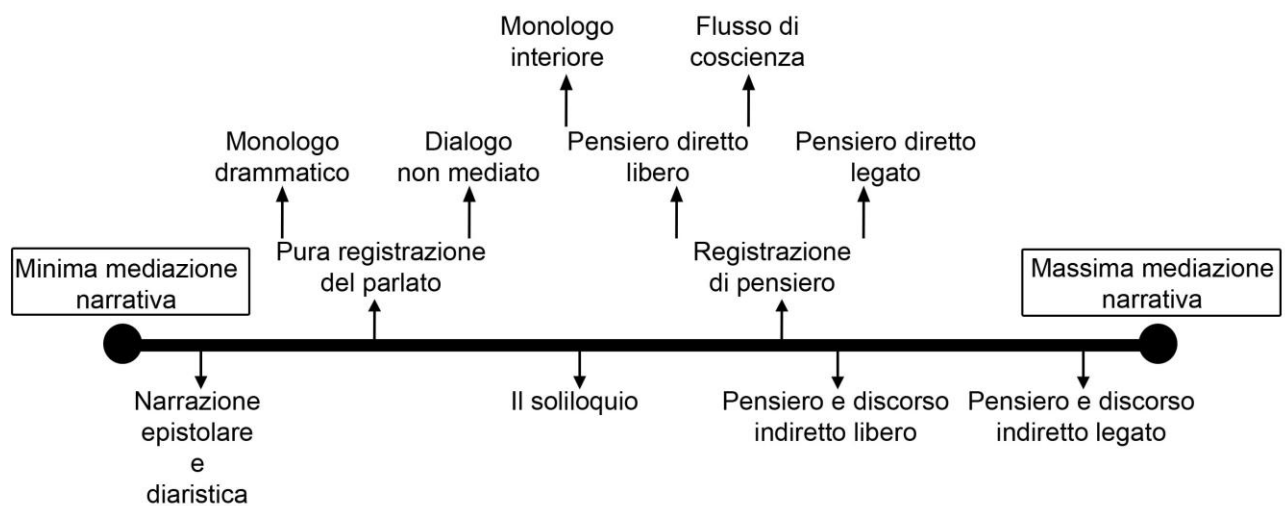 Monologo
interiore
Flusso di
coscienza
Monologo
drammatico
Dialogo
non mediato
Pensiero diretto
libero
Pensiero diretto
legato
Minima mediazione
narrativa
Pura registrazione
del parlato
Registrazione
di pensiero
Massima mediazione
narrativa
Narrazione
epistolare
e
diaristica
Il soliloquio
Pensiero e discorso
indiretto libero
Pensiero e discorso
indiretto legato